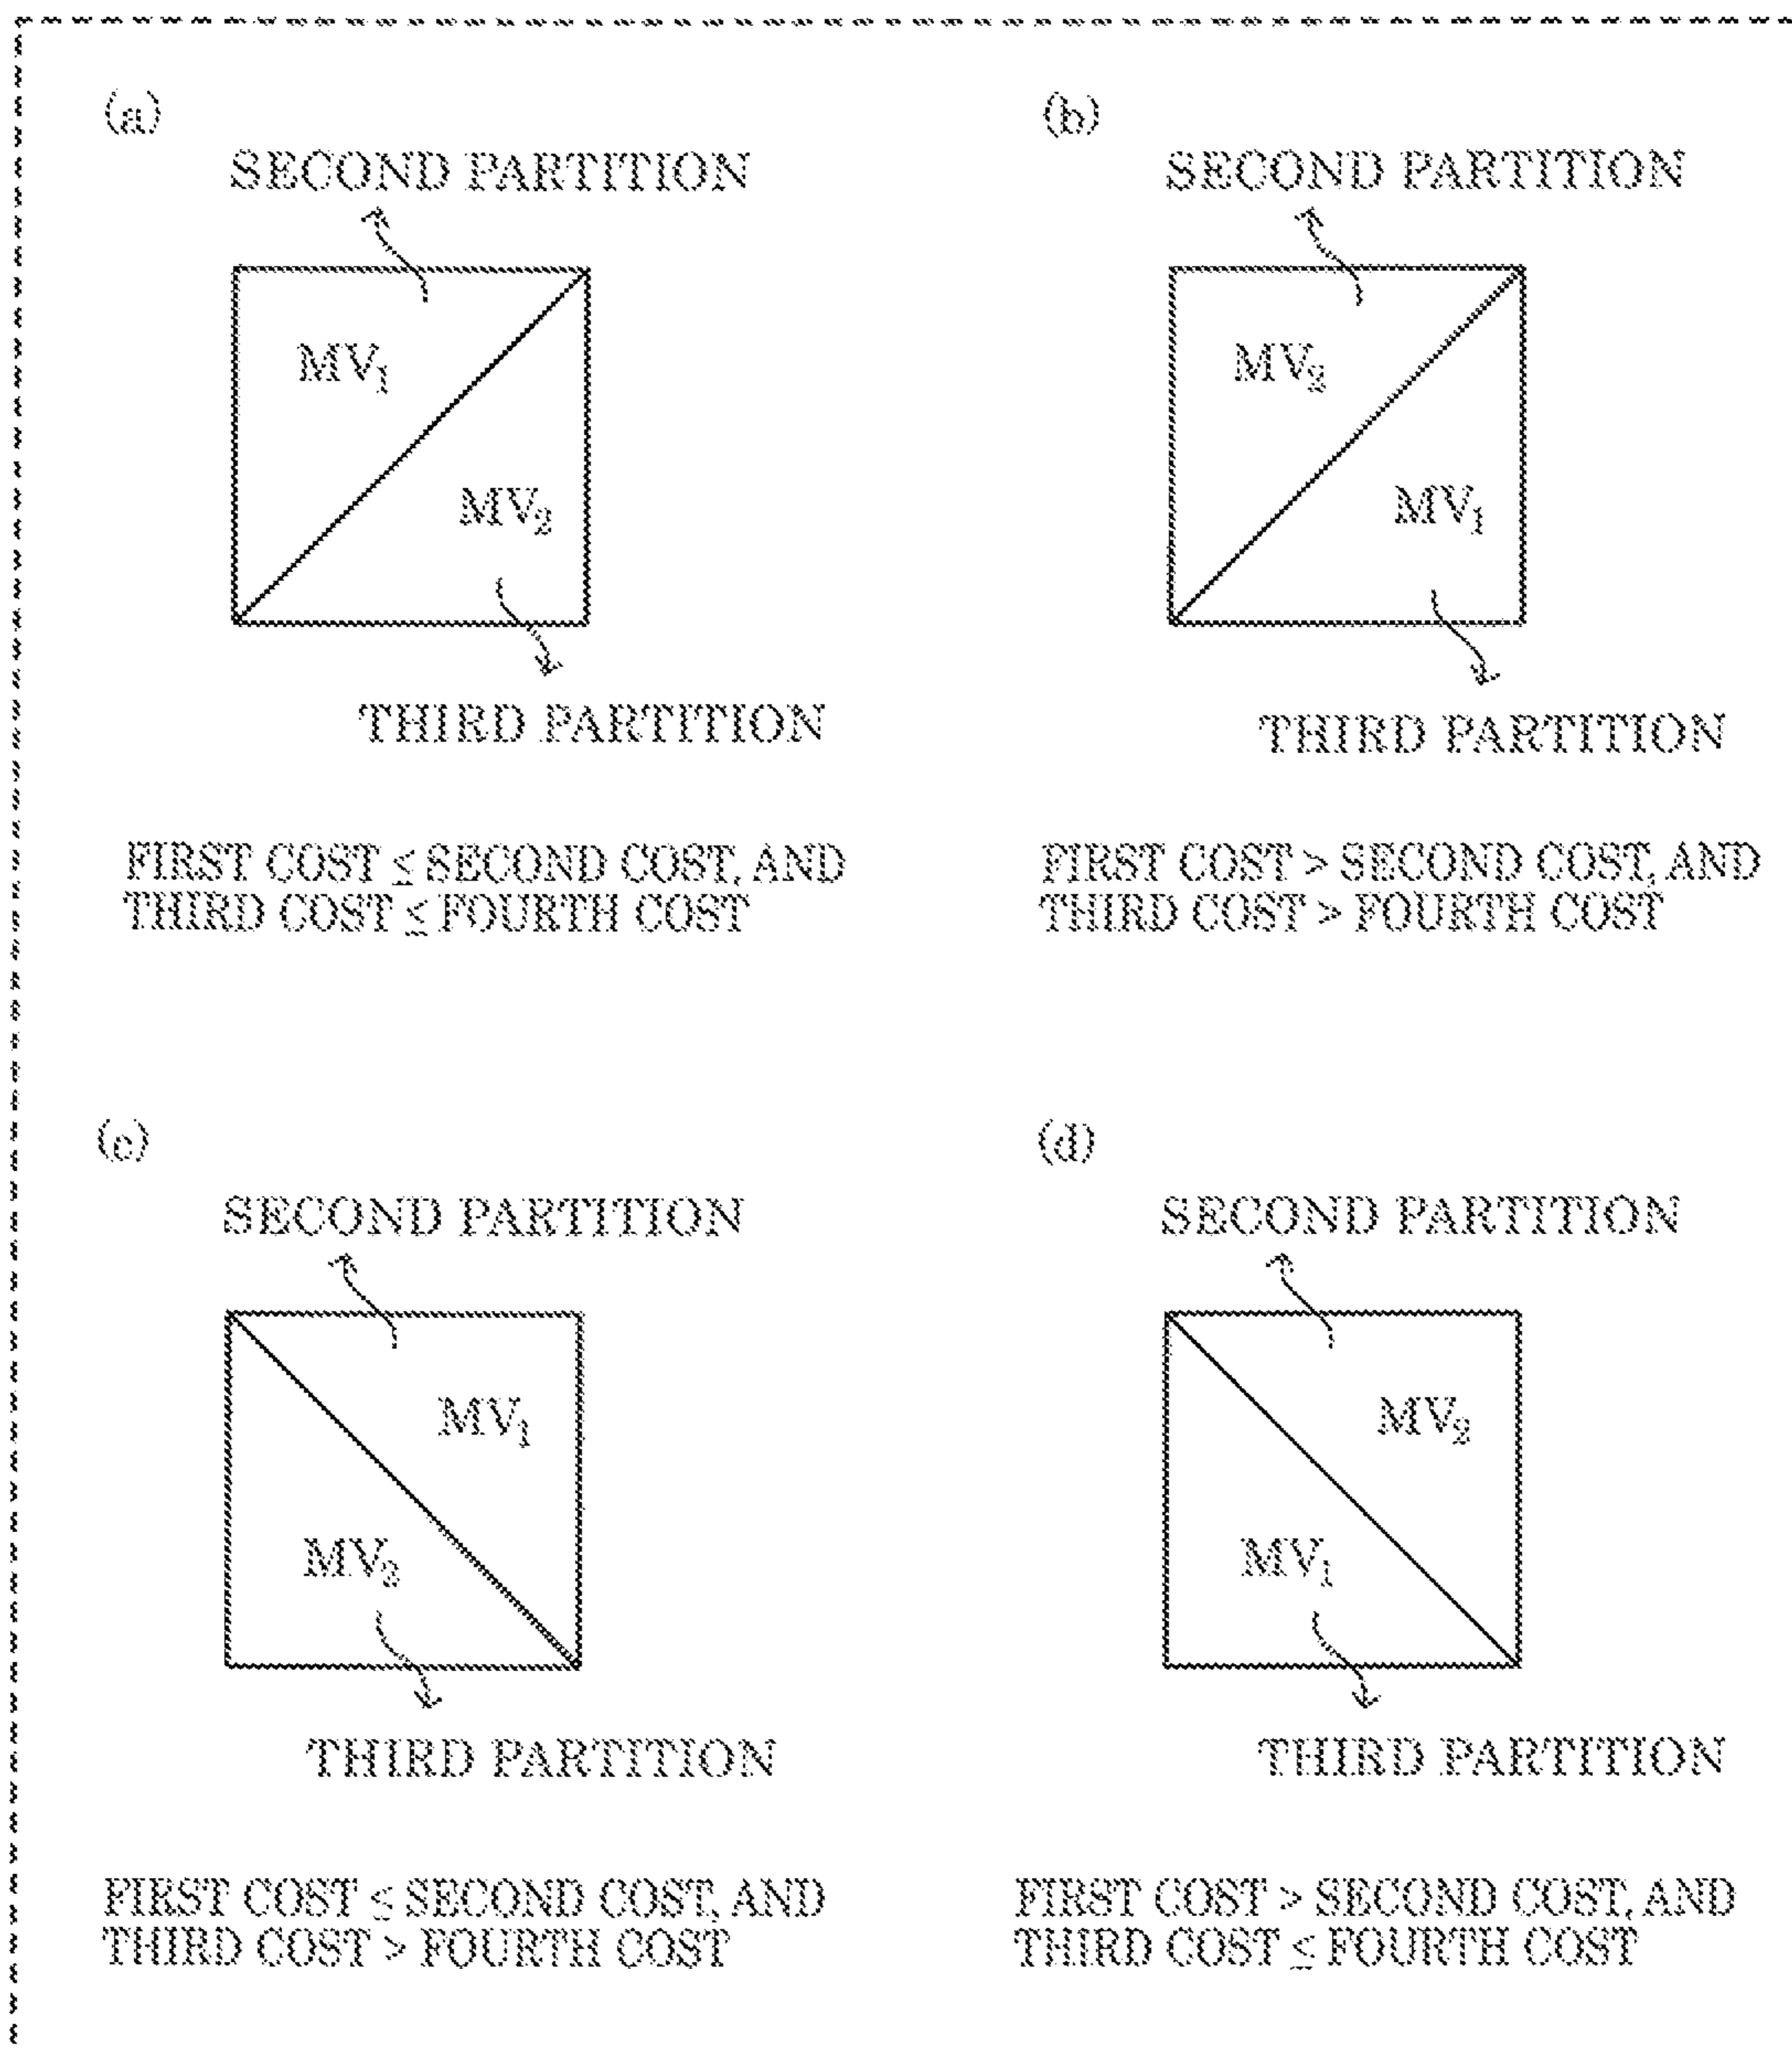 (a)
SECOND PARTITION
MV₁
MV₂
THIRD PARTITION
FIRST COST ≤ SECOND COST, AND
THIRD COST ≤ FOURTH COST
(b)
SECOND PARTITION
MV₂
MV₁
THIRD PARTITION
FIRST COST > SECOND COST, AND
THIRD COST > FOURTH COST
(c)
SECOND PARTITION
MV₁
MV₂
THIRD PARTITION
FIRST COST ≤ SECOND COST, AND
THIRD COST > FOURTH COST
(d)
SECOND PARTITION
MV₂
MV₁
THIRD PARTITION
FIRST COST > SECOND COST, AND
THIRD COST ≤ FOURTH COST